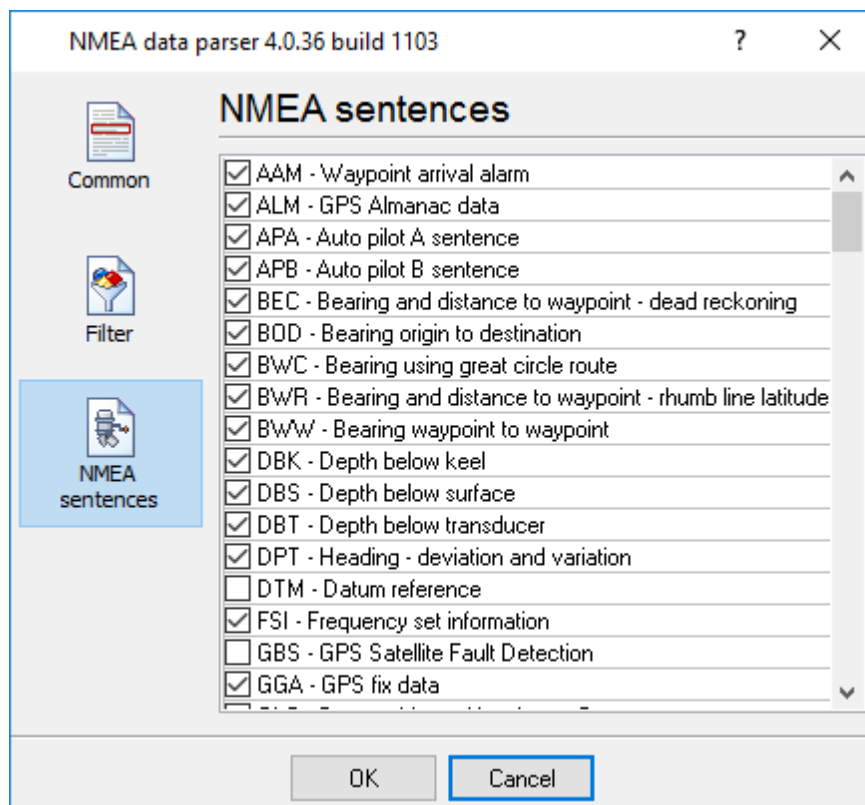 NMEA data parser 4.0.36 build 1103
?
Common
Filter
NMEA
sentences
NMEA sentences
AAM - Waypoint arrival alarm
ALM - GPS Almanac data
APA - Auto pilot A sentence
APB - Auto pilot B sentence
BEC - Bearing and distance to waypoint - dead reckoning
BOD - Bearing origin to destination
BWC - Bearing using great circle route
BWR - Bearing and distance to waypoint - rhumb line latitude
BWW - Bearing waypoint to waypoint
DBK - Depth below keel
DBS - Depth below surface
DBT - Depth below transducer
DPT - Heading - deviation and variation
DTM - Datum reference
FSI - Frequency set information
GBS - GPS Satellite Fault Detection
GGA - GPS fix data
OK
Cancel